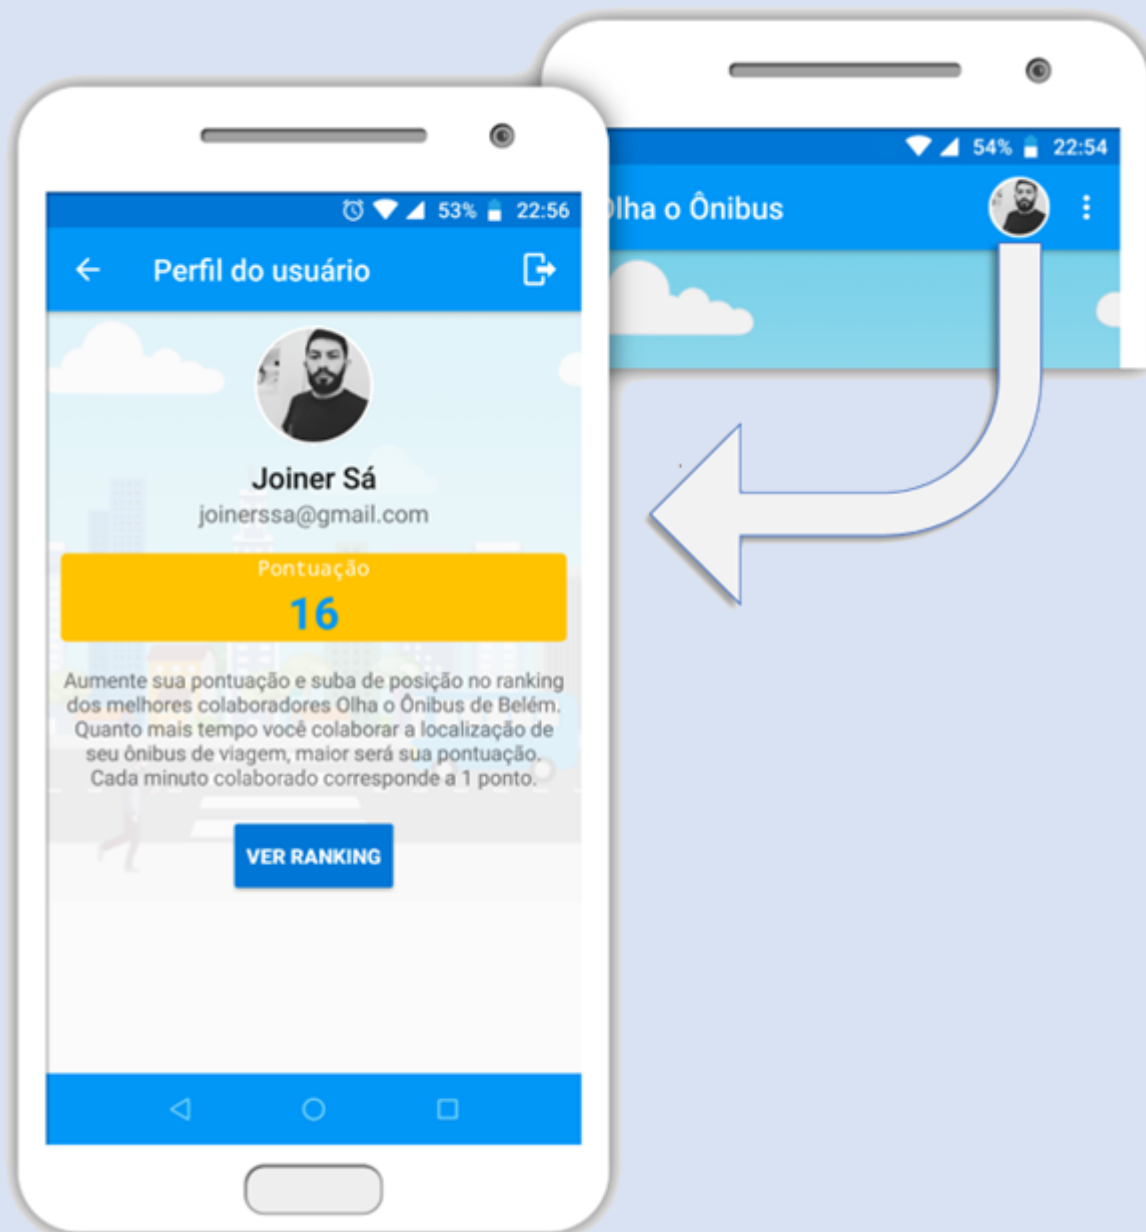 54% 22:54
lha o Ônibus
53% 22:56
Perfil do usuário
Joiner Sá
joinerssa@gmail.com
Pontuação
16
Aumente sua pontuação e suba de posição no ranking
dos melhores colaboradores Olha o Ônibus de Belém.
Quanto mais tempo você colaborar a localização de
seu ônibus de viagem, maior será sua pontuação.
Cada minuto colaborado corresponde a 1 ponto.
VER RANKING